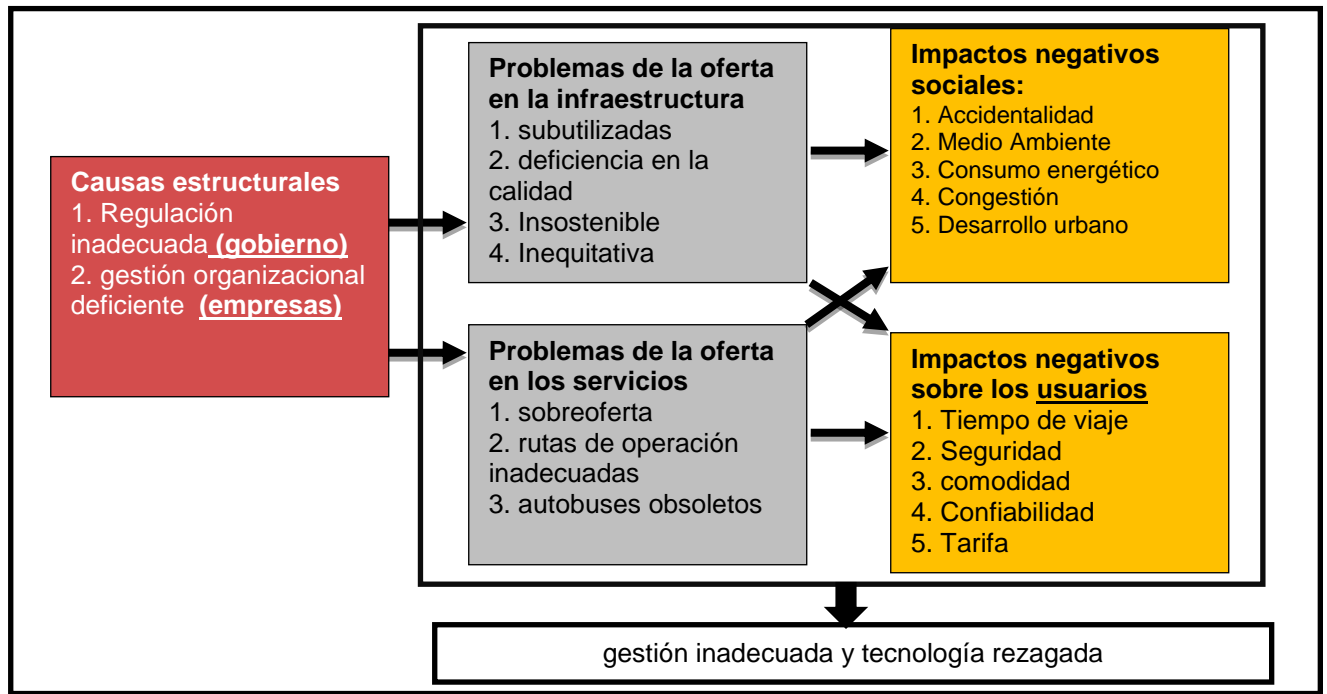 Causas estructurales
1. Regulación
inadecuada (gobierno)
2. gestión organizacional
deficiente (empresas)
Problemas de la oferta
en la infraestructura
1. subutilizadas
2. deficiencia en la
calidad
3. Insostenible
4. Inequitativa
Problemas de la oferta
en los servicios
1. sobreoferta
2. rutas de operación
inadecuadas
3. autobuses obsoletos
Impactos negativos
sociales:
1. Accidentalidad
2. Medio Ambiente
3. Consumo energético
4. Congestión
5. Desarrollo urbano
Impactos negativos
sobre los usuarios
1. Tiempo de viaje
2. Seguridad
3. comodidad
4. Confiabilidad
5. Tarifa
gestión inadecuada y tecnología rezagada